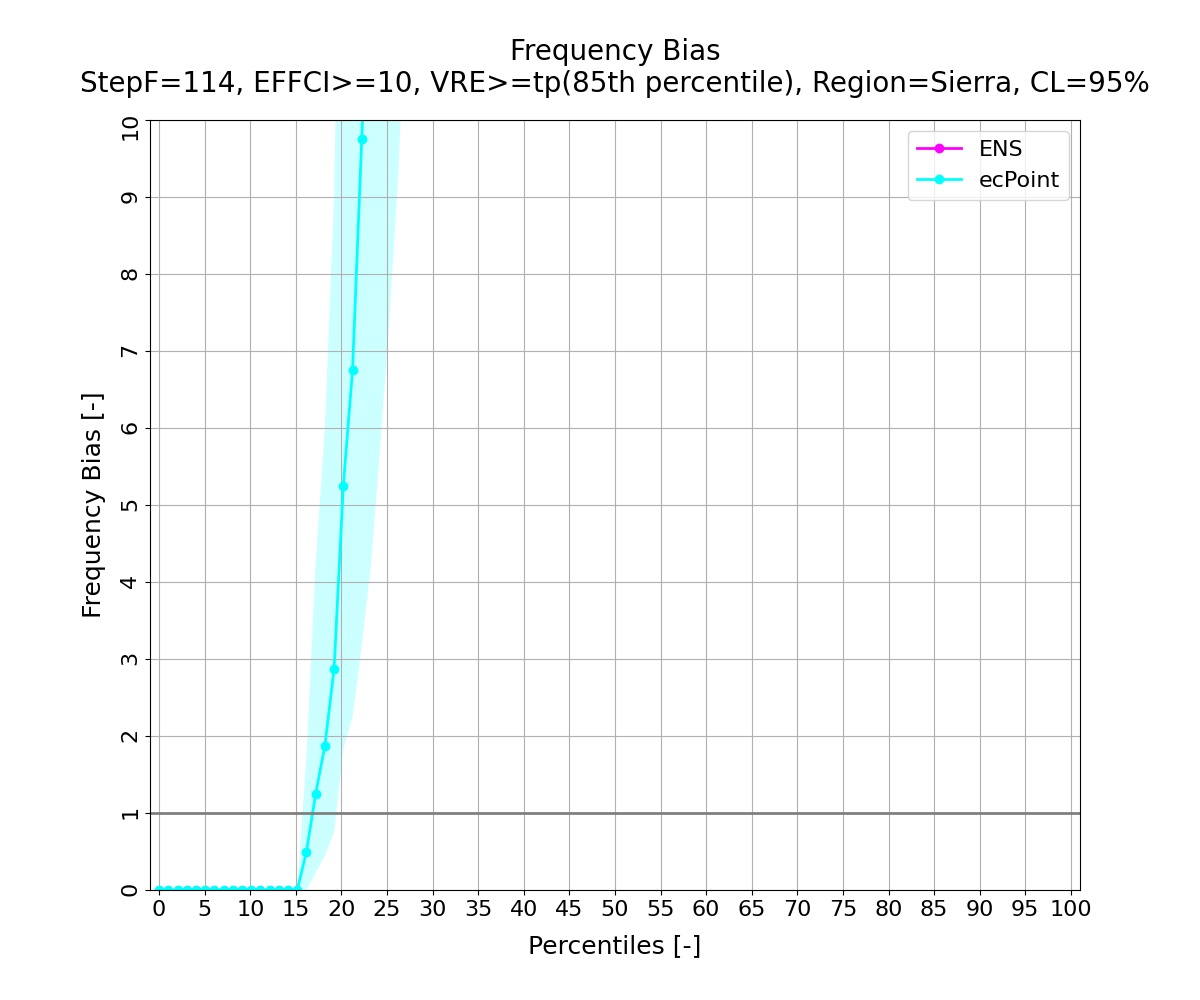 Frequency Bias
StepF=114, EFFCI>=10, VRE>=tp(85th percentile), Region=Sierra, CL=95%
ENS
ecPoint
Frequency Bias [-]
10
9
8
7
6
5
4
3
2
1
0
0 5 10 15 20 25 30 35 40 45 50 55 60 65 70 75 80 85 90 95 100
Percentiles [-]